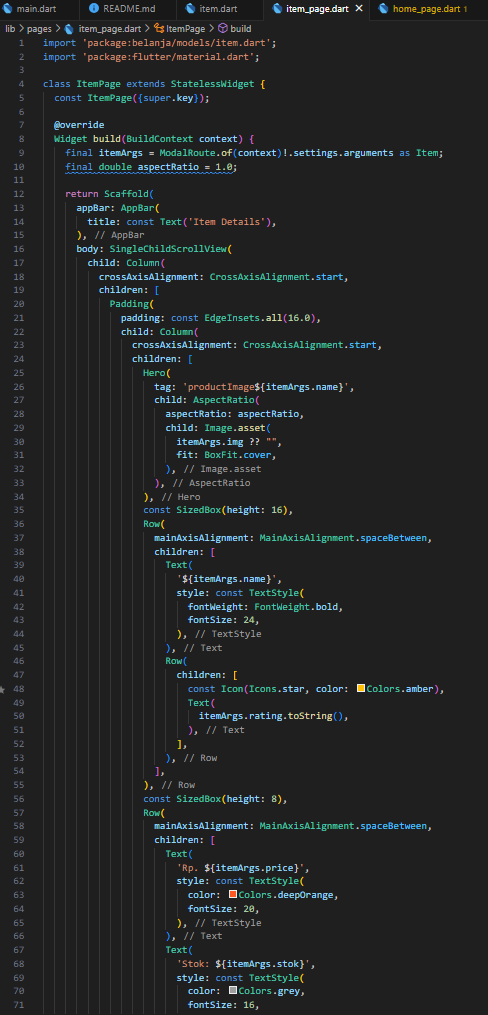 main.dart README.md item.dart item_page.dart × home_page.dart 1
lib > pages > item_page.dart > ItemPage > build
1 import 'package:belanja/models/item.dart';
2 import 'package:flutter/material.dart';
3
4 class ItemPage extends StatelessWidget {
5   const ItemPage({super.key});
6
7   @override
8   Widget build(BuildContext context) {
9     final itemArgs = ModalRoute.of(context)!.settings.arguments as Item;
10     final double aspectRatio = 1.0;
11
12     return Scaffold(
13       appBar: AppBar(
14         title: const Text('Item Details'),
15       ), // AppBar
16       body: SingleChildScrollView(
17         child: Column(
18           crossAxisAlignment: CrossAxisAlignment.start,
19           children: [
20             Padding(
21               padding: const EdgeInsets.all(16.0),
22               child: Column(
23                 crossAxisAlignment: CrossAxisAlignment.start,
24                 children: [
25                   Hero(
26                     tag: 'productImage${itemArgs.name}',
27                     child: AspectRatio(
28                       aspectRatio: aspectRatio,
29                       child: Image.asset(
30                         itemArgs.img ?? "",
31                         fit: BoxFit.cover,
32                       ), // Image.asset
33                     ), // AspectRatio
34                   ), // Hero
35                   const SizedBox(height: 16),
36                   Row(
37                     mainAxisAlignment: MainAxisAlignment.spaceBetween,
38                     children: [
39                       Text(
40                         '${itemArgs.name}',
41                         style: const TextStyle(
42                           fontWeight: FontWeight.bold,
43                           fontSize: 24,
44                         ), // TextStyle
45                       ), // Text
46                       Row(
47                         children: [
48                           const Icon(Icons.star, color: Colors.amber),
49                           Text(
50                             itemArgs.rating.toString(),
51                           ), // Text
52                         ],
53                       ), // Row
54                     ],
55                   ), // Row
56                   const SizedBox(height: 8),
57                   Row(
58                     mainAxisAlignment: MainAxisAlignment.spaceBetween,
59                     children: [
60                       Text(
61                         'Rp. ${itemArgs.price}',
62                         style: const TextStyle(
63                           color: Colors.deepOrange,
64                           fontSize: 20,
65                         ), // TextStyle
66                       ), // Text
67                       Text(
68                         'Stok: ${itemArgs.stok}',
69                         style: const TextStyle(
70                           color: Colors.grey,
71                           fontSize: 16,